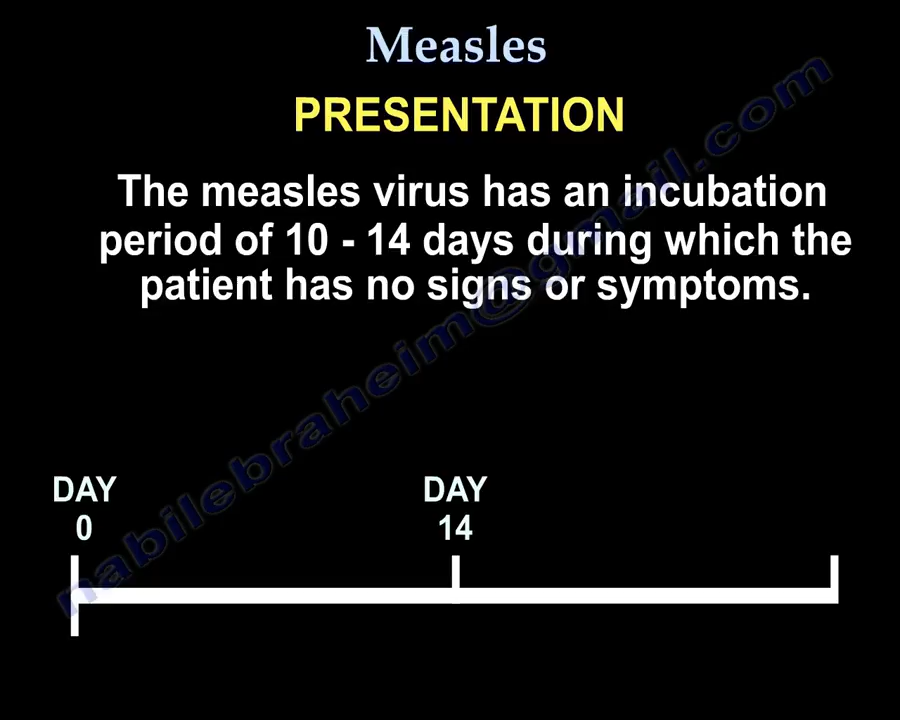 Measles
PRESENTATION
The measles virus has an incubation
period of 10 - 14 days during which the
patient has no signs or symptoms.
nabilebraheim@gmail.com
DAY DAY
0 14